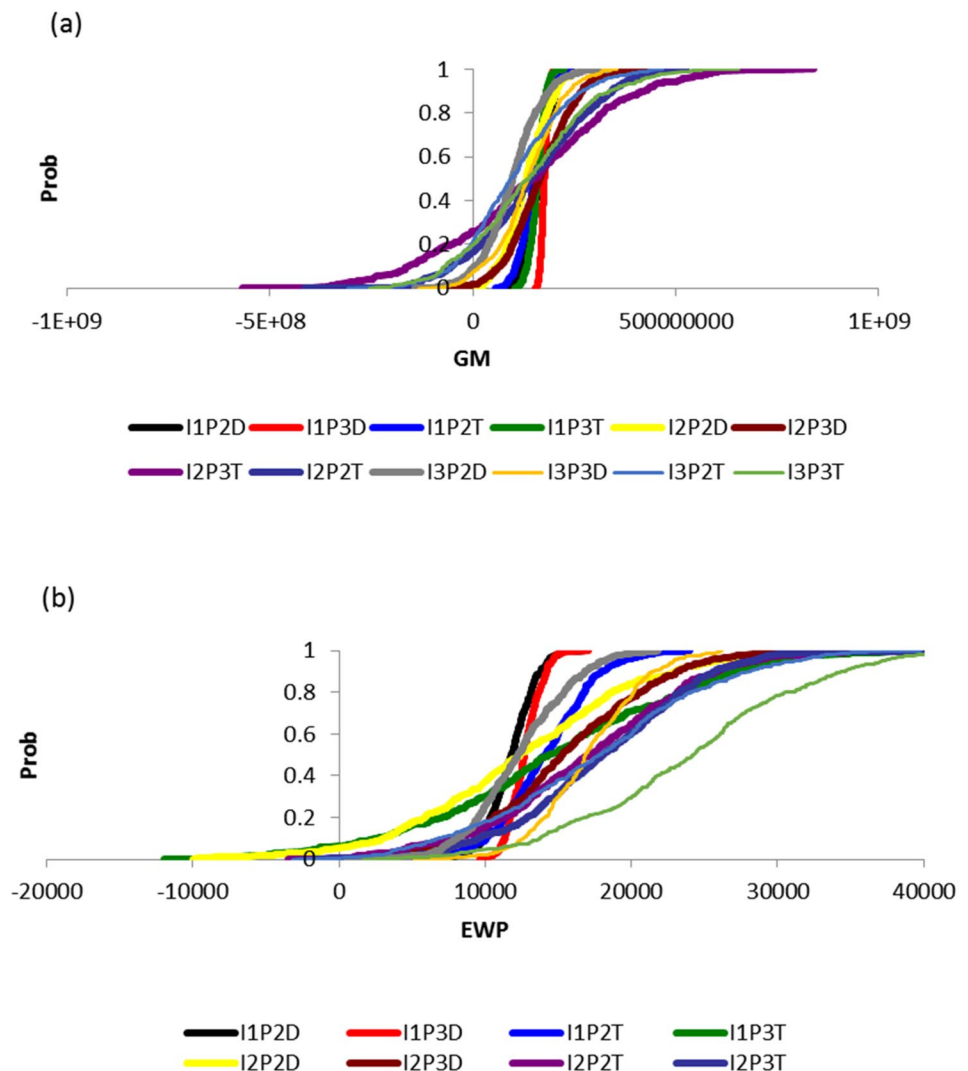 (a)
1
0.8
0.6
0.4
0.2
0
Prob
-1E+09 -5E+08 0 500000000 1E+09
GM
I1P2D I1P3D I1P2T I1P3T I2P2D I2P3D
I2P3T I2P2T I3P2D I3P3D I3P2T I3P3T
(b)
1
0.8
0.6
0.4
0.2
0
Prob
-20000 -10000 0 10000 20000 30000 40000
EWP
I1P2D I1P3D I1P2T I1P3T
I2P2D I2P3D I2P2T I2P3T